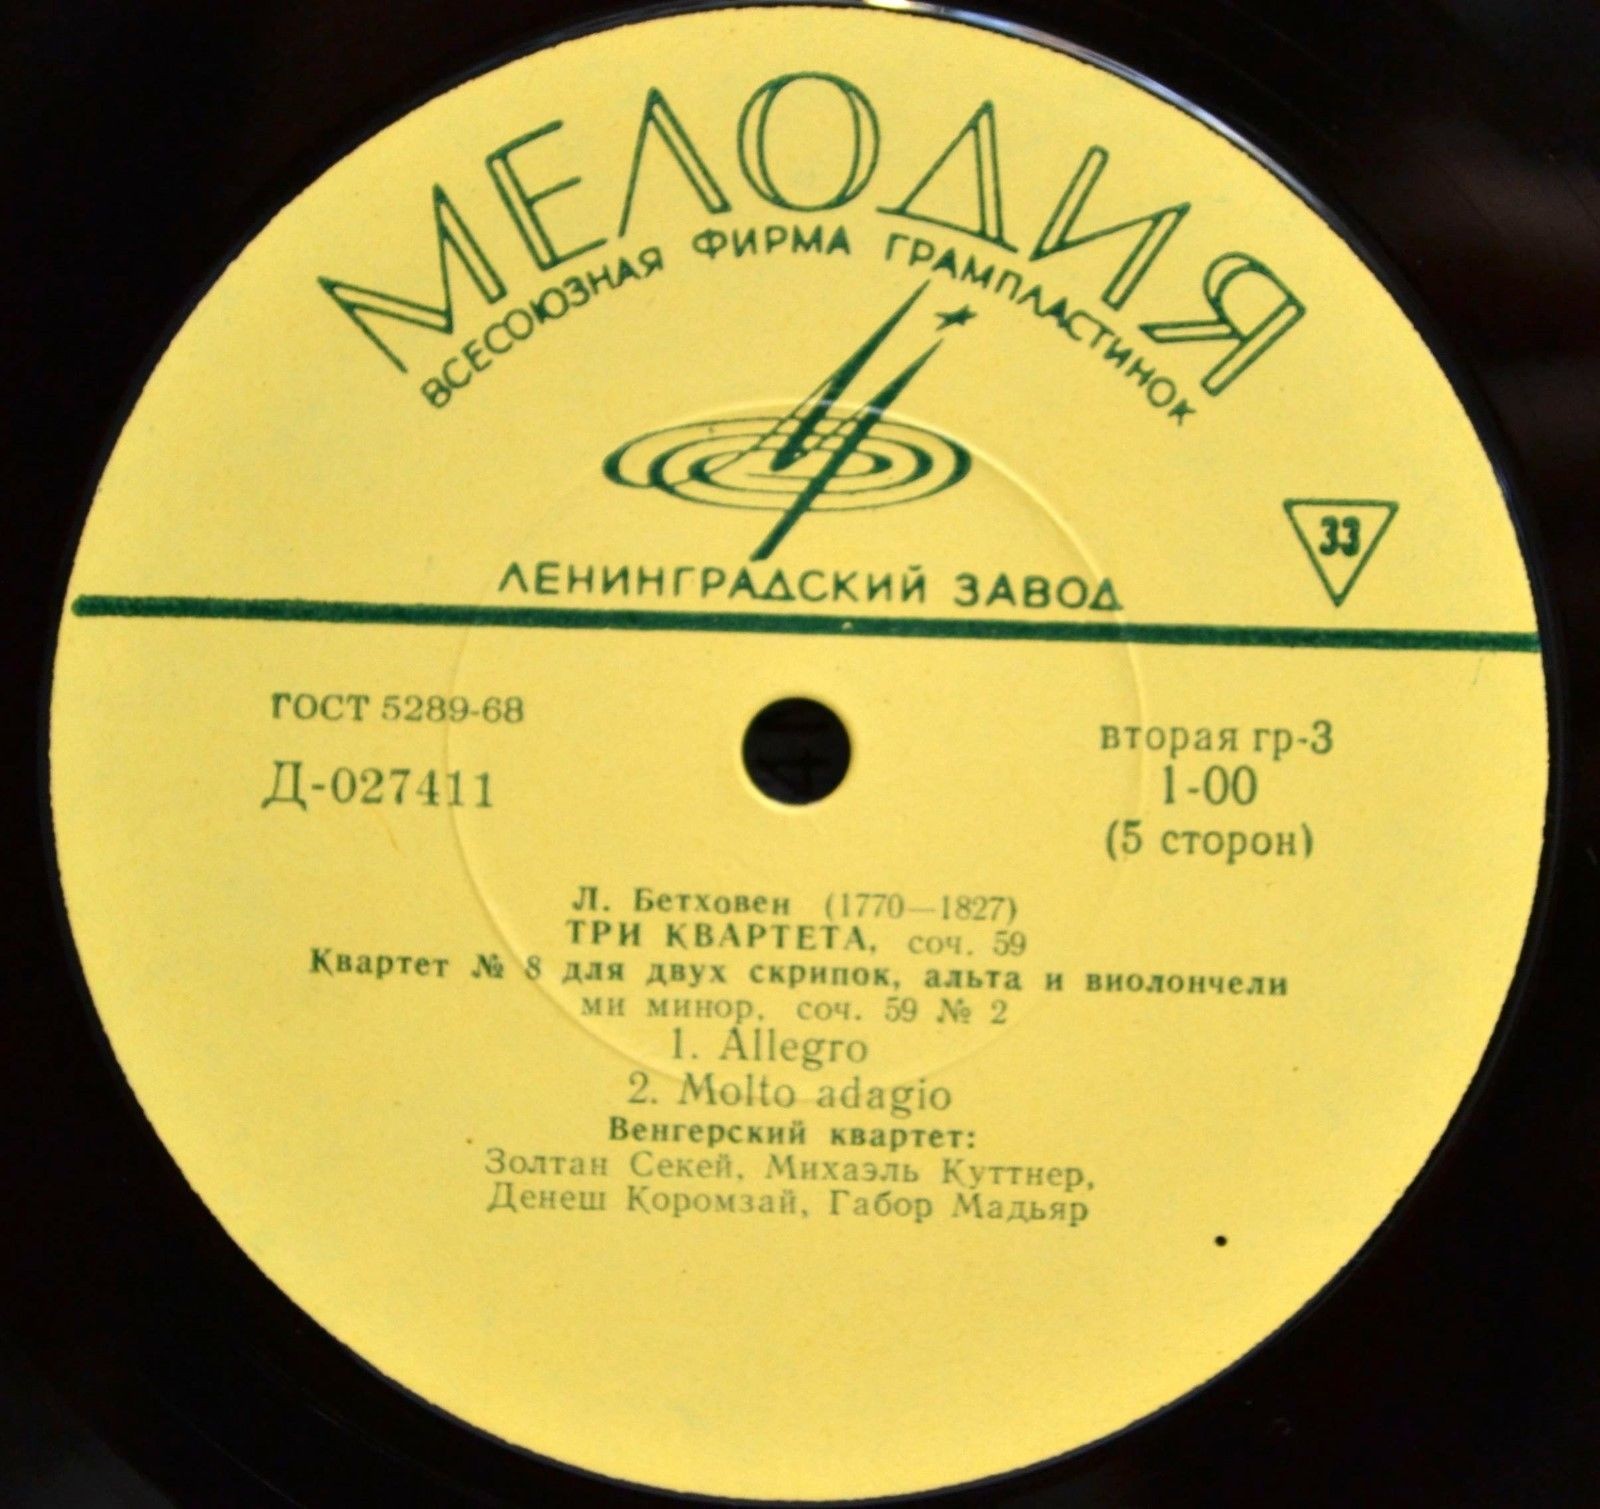 МЕЛОДИЯ
ВСЕСОЮЗНАЯ ФИРМА ГРАМПЛАСТИНОК
33
ЛЕНИНГРАДСКИЙ ЗАВОД
ГОСТ 5289-68
Д-027411
вторая гр-3
1-00
(5 сторон)
Л. Бетховен (1770—1827)
ТРИ КВАРТЕТА, соч. 59
Квартет № 8 для двух скрипок, альта и виолончели
ми минор, соч. 59 № 2
1. Allegro
2. Molto adagio
Венгерский квартет:
Золтан Секей, Михаэль Куттнер,
Денеш Коромзай, Габор Мадьяр